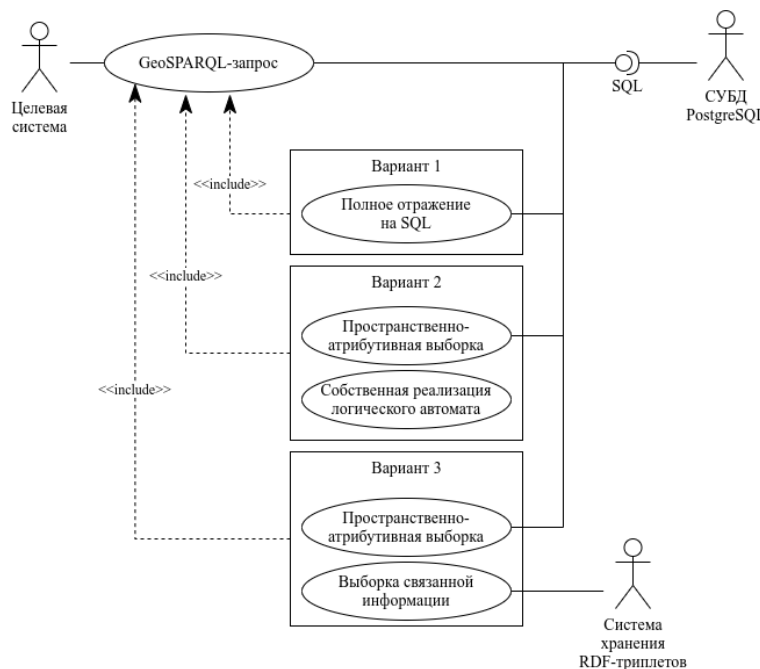 GeoSPARQL-запрос
Целевая
система
SQL
СУБД
PostgreSQL
Вариант 1
<<include>>
Полное отражение
на SQL
Вариант 2
<<include>>
Пространственно-
атрибутивная выборка
Собственная реализация
логического автомата
<<include>>
Вариант 3
Пространственно-
атрибутивная выборка
Выборка связанной
информации
Система
хранения
RDF-триплетов